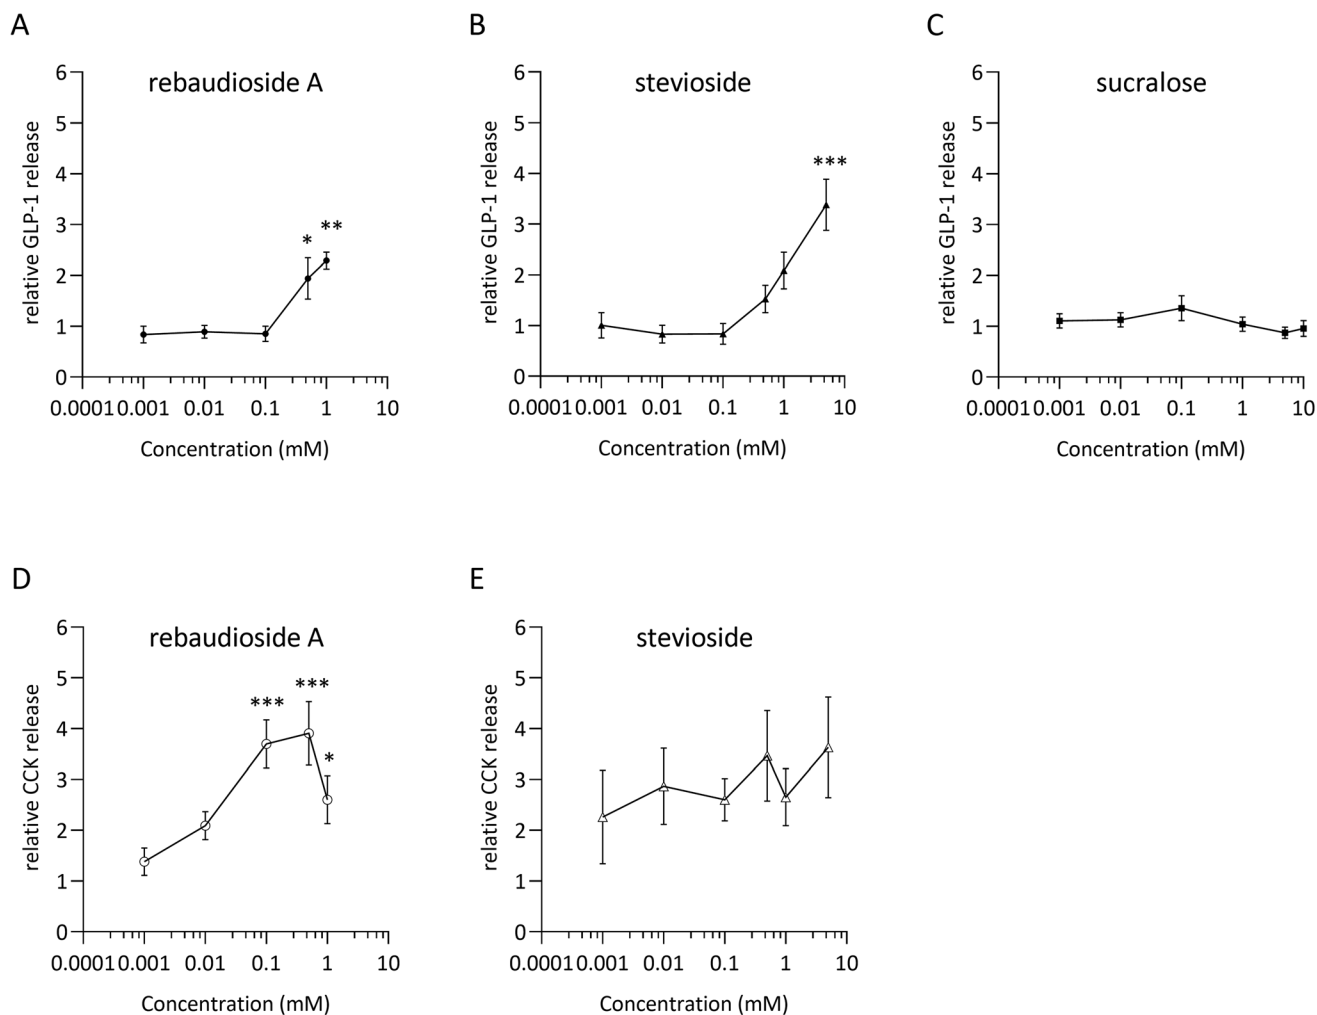 A
rebaudioside A
relative GLP-1 release
6
5
4
3
2
1
0
*
**
0.0001 0.001 0.01 0.1 1 10
Concentration (mM)
B
stevioside
relative GLP-1 release
6
5
4
3
2
1
0
***
0.0001 0.001 0.01 0.1 1 10
Concentration (mM)
C
sucralose
relative GLP-1 release
6
5
4
3
2
1
0
0.0001 0.001 0.01 0.1 1 10
Concentration (mM)
D
rebaudioside A
relative CCK release
6
5
4
3
2
1
0
***
***
*
0.0001 0.001 0.01 0.1 1 10
Concentration (mM)
E
stevioside
relative CCK release
6
5
4
3
2
1
0
0.0001 0.001 0.01 0.1 1 10
Concentration (mM)